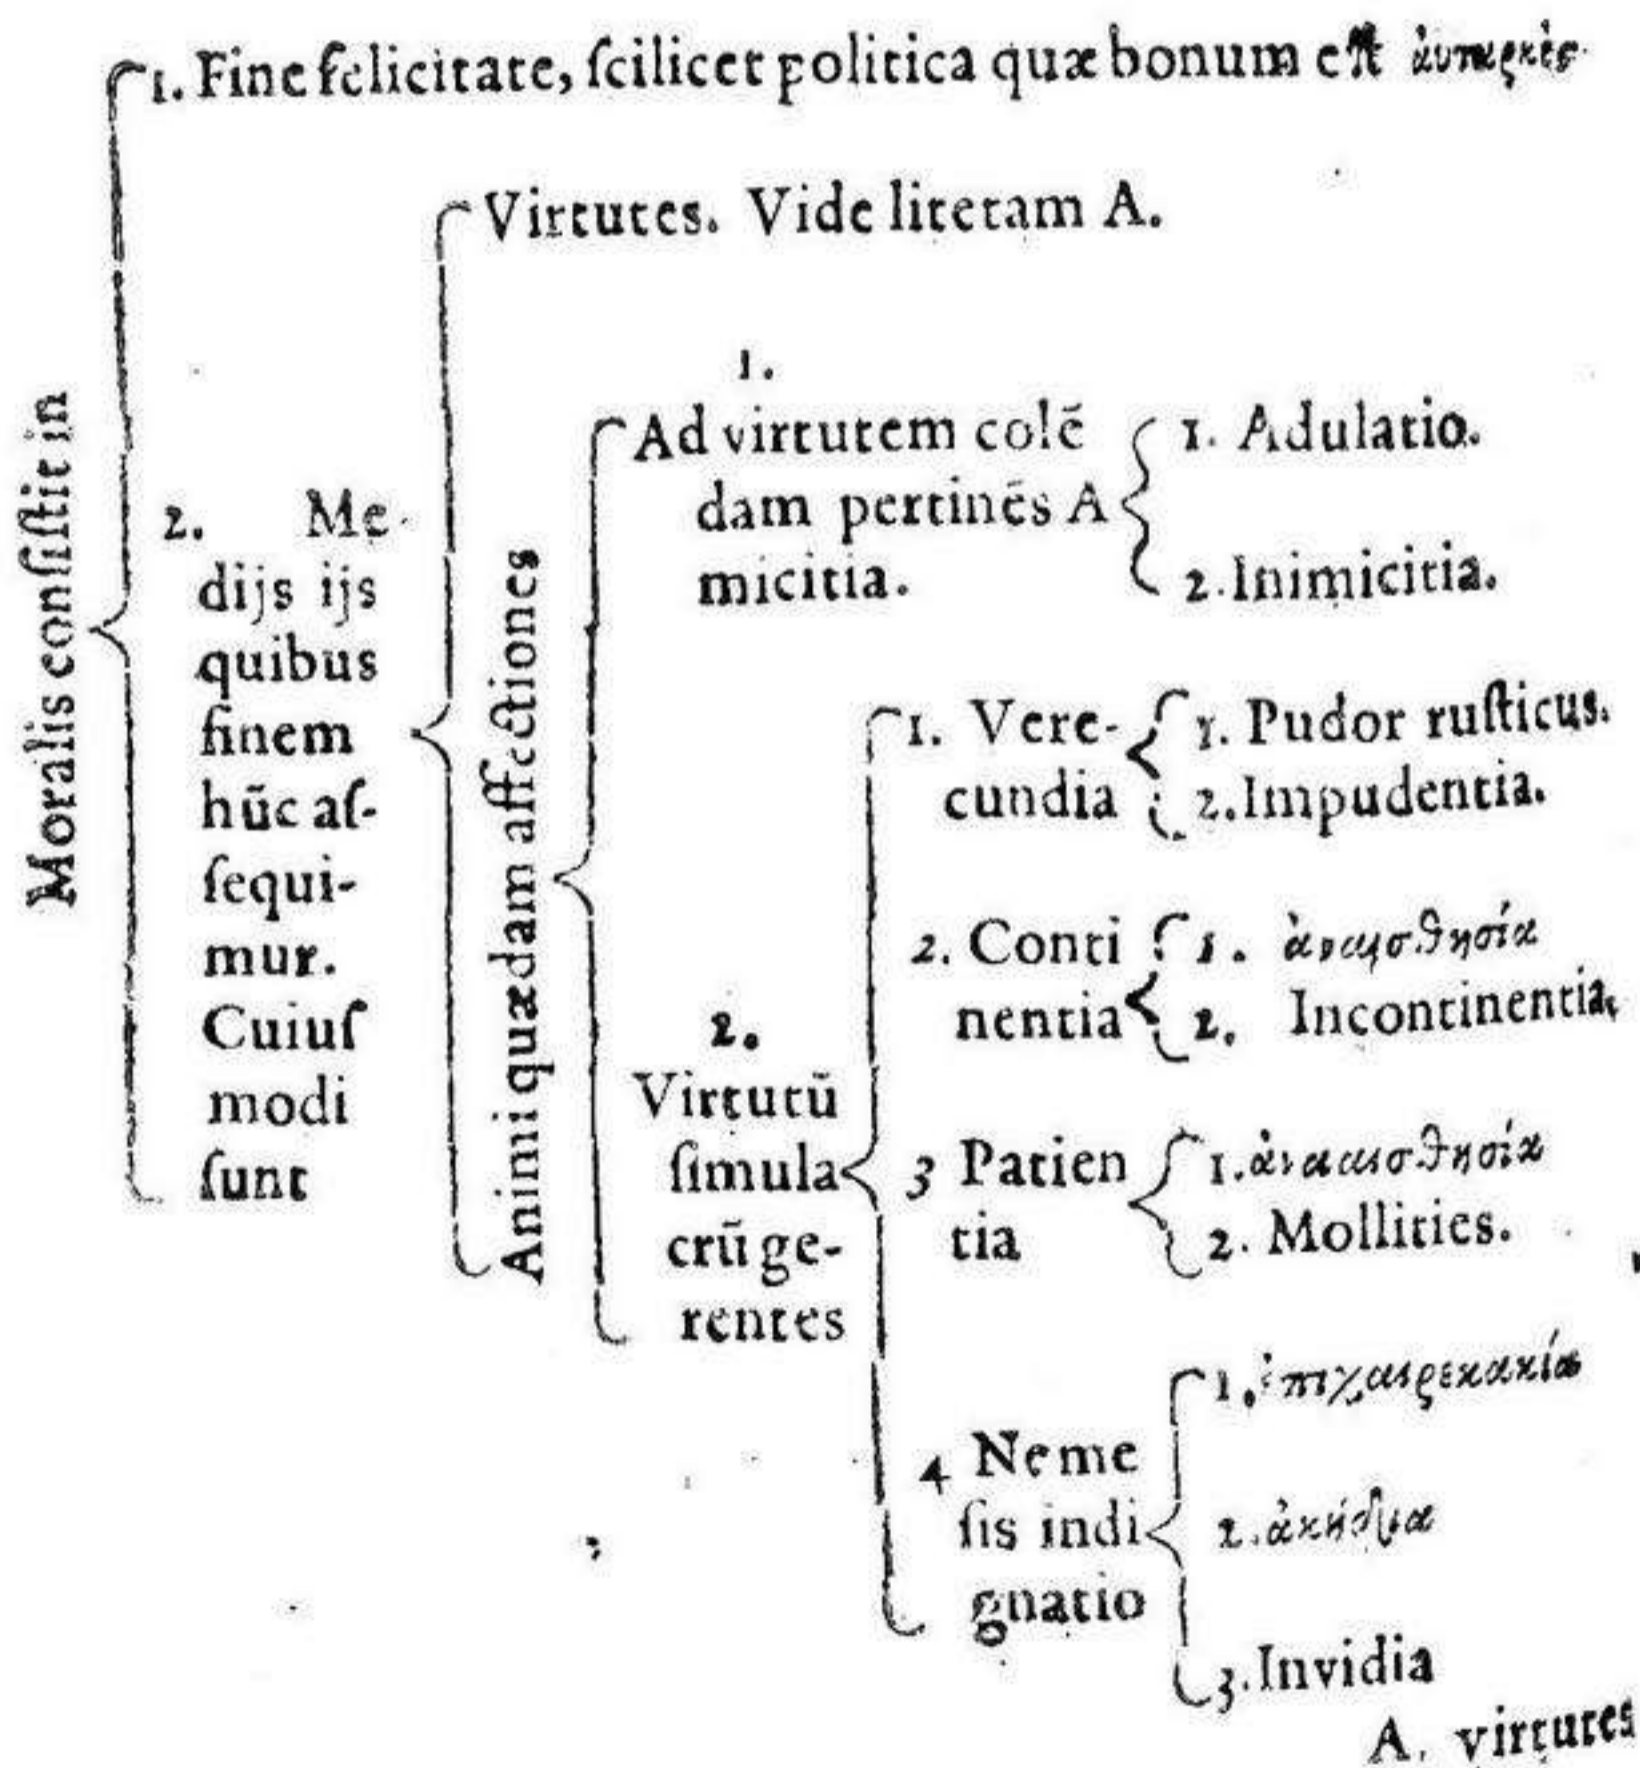 Moralis consistit in
1. Fine felicitate, scilicet politica quæ bonum est ἀυταρκὲς
2. Me-
dijs ijs
quibus
finem
hūc as-
sequi-
mur.
Cuius
modi
sunt
Virtutes. Vide literam A.
Animi quædam affectiones
1.
Ad virtutem colē
dam pertinēs A
micitia.
1. Adulatio.
2. Inimicitia.
2.
Virtutū
simula
crū ge-
rentes
1. Vere-
cundia
1. Pudor rusticus.
2. Impudentia.
2. Conti
nentia
1. ἀναισθησία
2. Incontinentia.
3 Patien
tia
1. ἀναισθησία
2. Mollities.
4 Neme
sis indi
gnatio
1. ἐπιχαιρεκακία
2. ἀκήδια
3. Invidia
A. virtutes